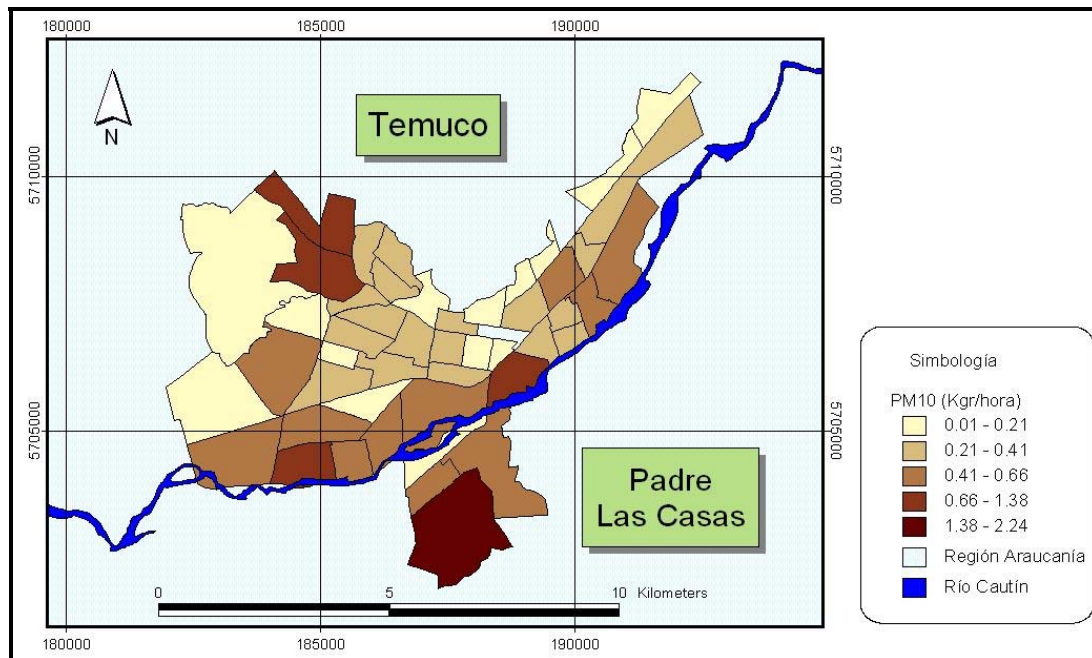 180000 185000 190000
N
Temuco
5710000 5710000
5705000 5705000
Padre
Las Casas
0 5 10 Kilometers
180000 185000 190000
Simbología
PM10 (Kgr/hora)
0.01 - 0.21
0.21 - 0.41
0.41 - 0.66
0.66 - 1.38
1.38 - 2.24
Región Araucanía
Río Cautín